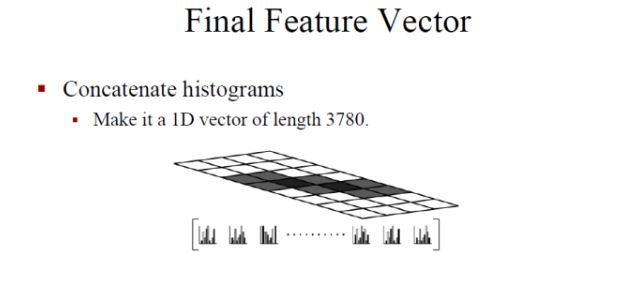 Final Feature Vector
Concatenate histograms
Make it a 1D vector of length 3780.